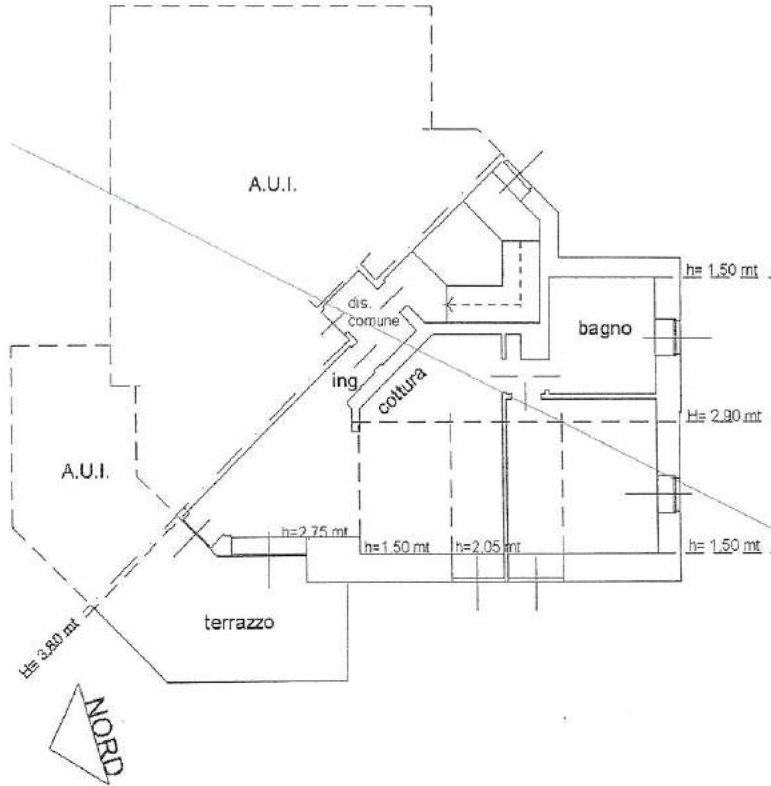 A.U.I.
dis.
comune
ing.
cottura
bagno
h= 1,50 mt
H= 2,90 mt
A.U.I.
h=2,75 mt
h=1,50 mt
h=2,05 mt
h= 1,50 mt
terrazzo
H= 3,80 mt
NORD